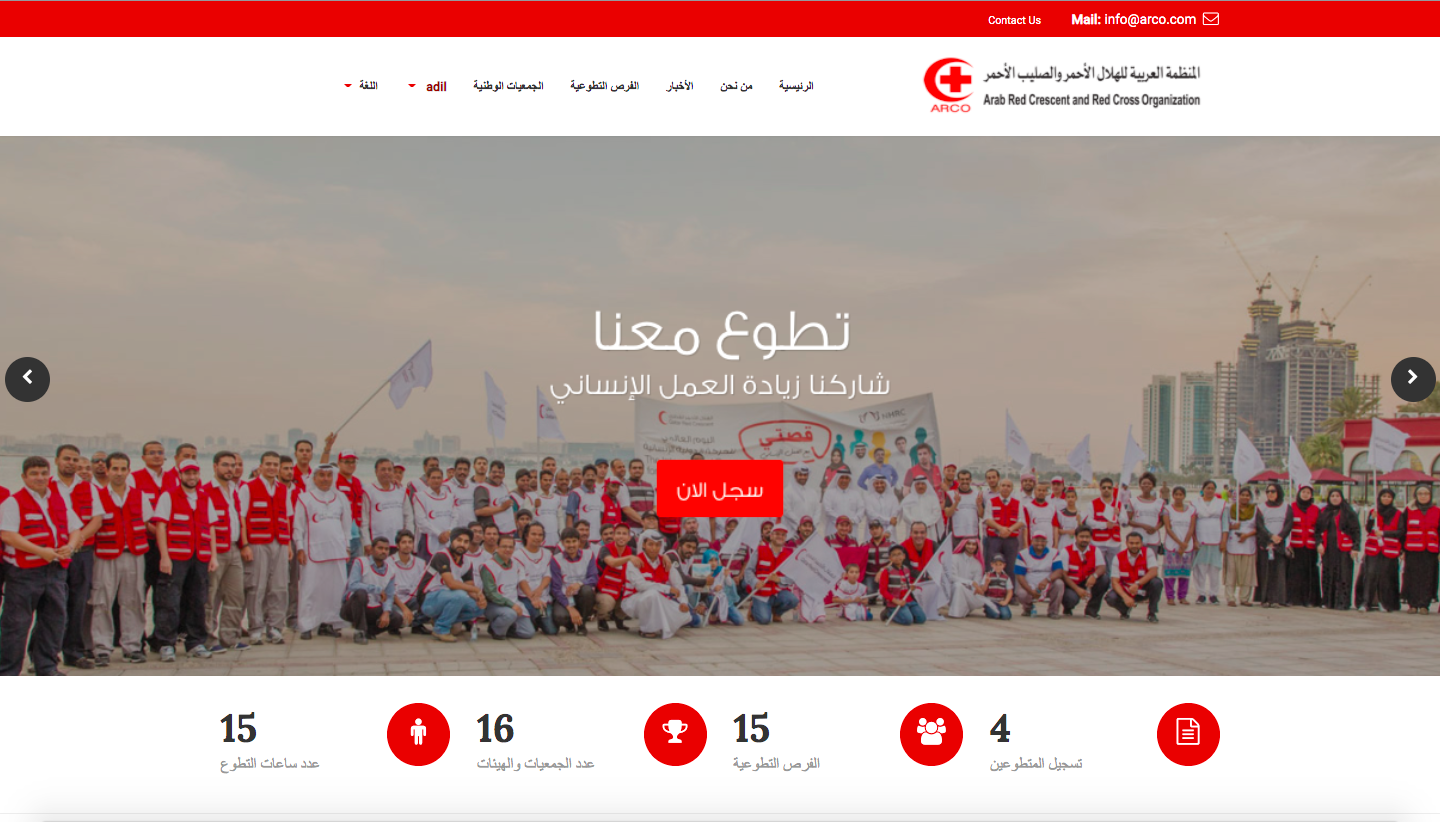 Contact Us
Mail: info@arco.com
المنظمة العربية للهلال الأحمر والصليب الأحمر
Arab Red Crescent and Red Cross Organization
ARCO
الرئيسية
من نحن
الأخبار
الفرص التطوعية
الجمعيات الوطنية
adil
اللغة
تطوع معنا
شاركنا زيادة العمل الإنساني
قصتي
سجل الان
4
تسجيل المتطوعين
15
الفرص التطوعية
16
عدد الجمعيات والهيئات
15
عدد ساعات التطوع